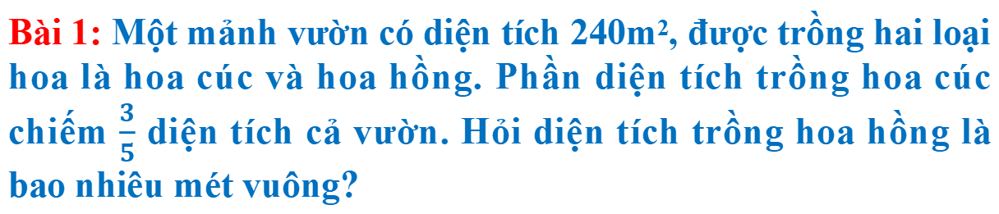 Bài 1: Một mảnh vườn có diện tích 240m², được trồng hai loại
hoa là hoa cúc và hoa hồng. Phần diện tích trồng hoa cúc
chiếm 3/5 diện tích cả vườn. Hỏi diện tích trồng hoa hồng là
bao nhiêu mét vuông?